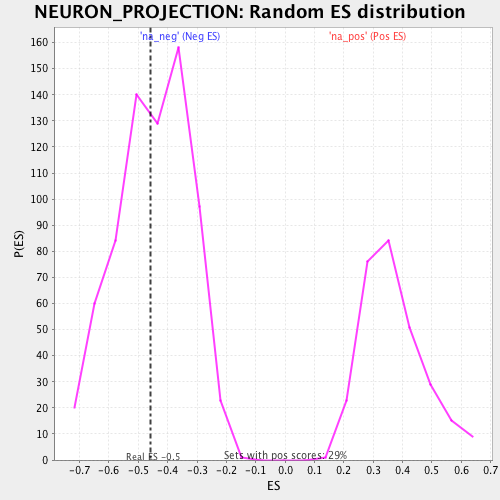 NEURON_PROJECTION: Random ES distribution
'na_neg' (Neg ES) 'na_pos' (Pos ES)
160
150
140
130
120
110
100
90
80
70
60
50
40
30
20
10
0
P(ES)
Real ES -0.5 Sets with pos scores: 29%
-0.7 -0.6 -0.5 -0.4 -0.3 -0.2 -0.1 0.0 0.1 0.2 0.3 0.4 0.5 0.6 0.7
ES